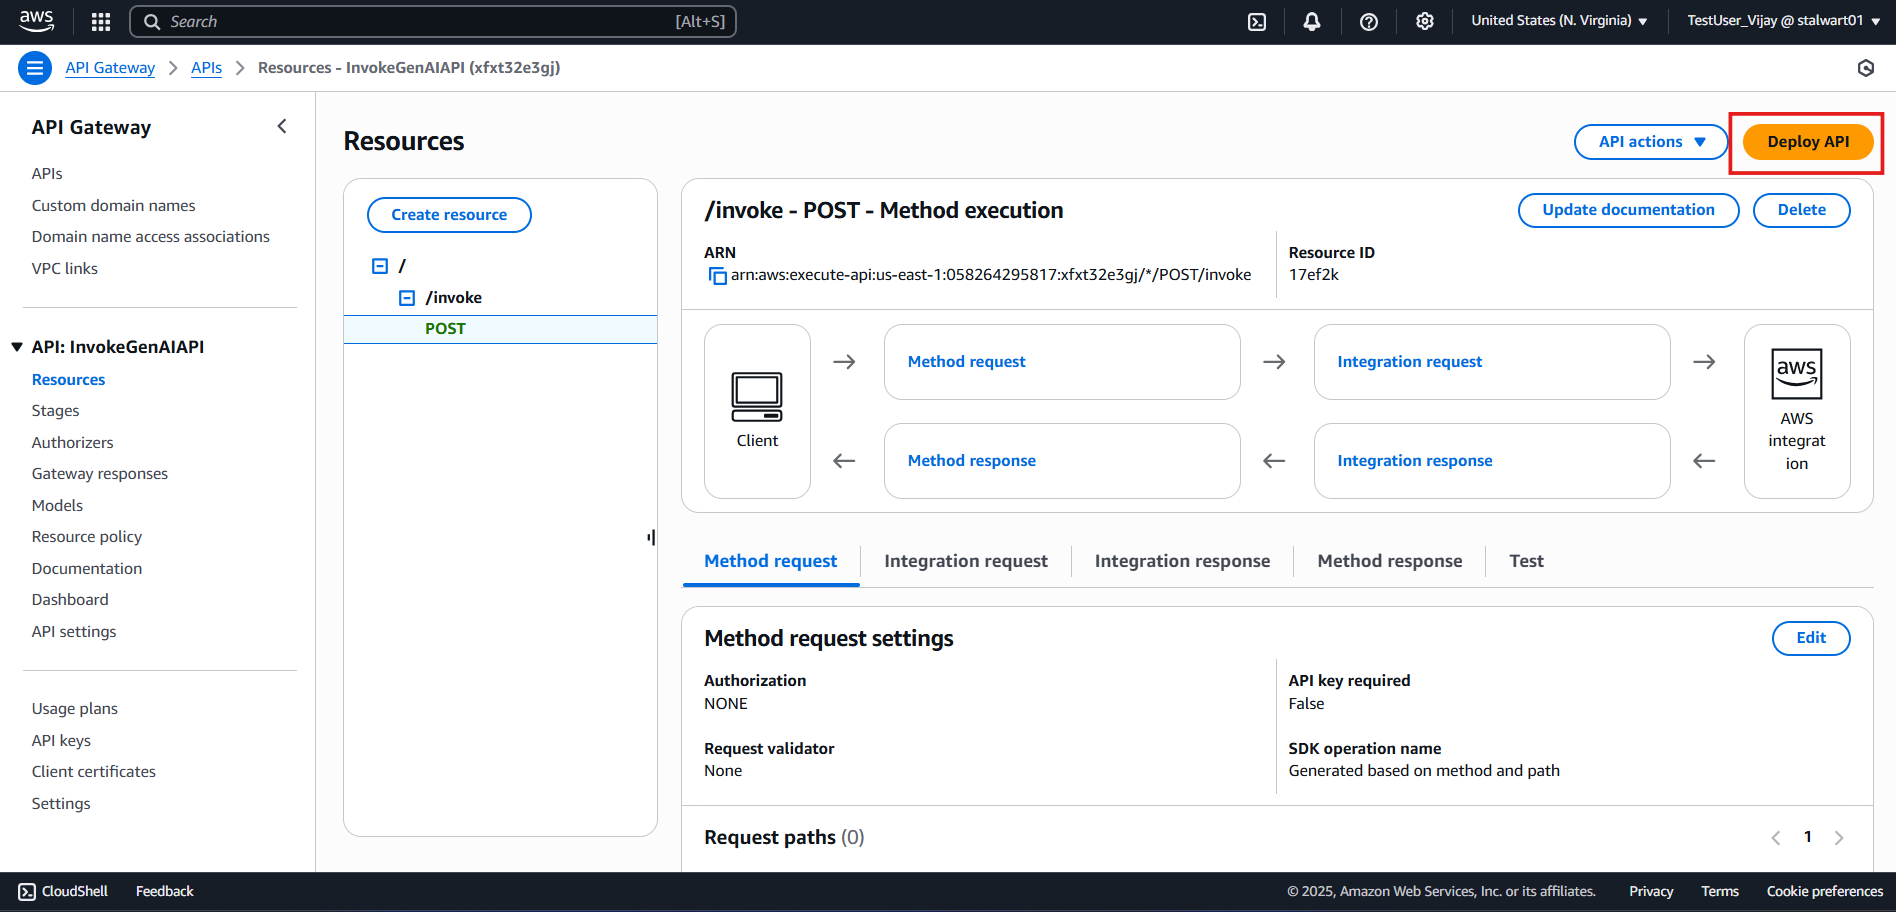 aws
Search
[Alt+S]
United States (N. Virginia)
TestUser_Vijay @ stalwart01
API Gateway
APIs
Resources - InvokeGenAIAPI (xfxt32e3gj)
API Gateway
APIs
Custom domain names
Domain name access associations
VPC links
API: InvokeGenAIAPI
Resources
Stages
Authorizers
Gateway responses
Models
Resource policy
Documentation
Dashboard
API settings
Usage plans
API keys
Client certificates
Settings
Resources
API actions
Deploy API
Create resource
/
/invoke
POST
/invoke - POST - Method execution
Update documentation
Delete
ARN
arn:aws:execute-api:us-east-1:058264295817:xfxt32e3gj/*/POST/invoke
Resource ID
17ef2k
Client
Method request
Integration request
aws
AWS
integrat
ion
Method response
Integration response
Method request
Integration request
Integration response
Method response
Test
Method request settings
Edit
Authorization
NONE
API key required
False
Request validator
None
SDK operation name
Generated based on method and path
Request paths (0)
1
CloudShell
Feedback
© 2025, Amazon Web Services, Inc. or its affiliates.
Privacy
Terms
Cookie preferences